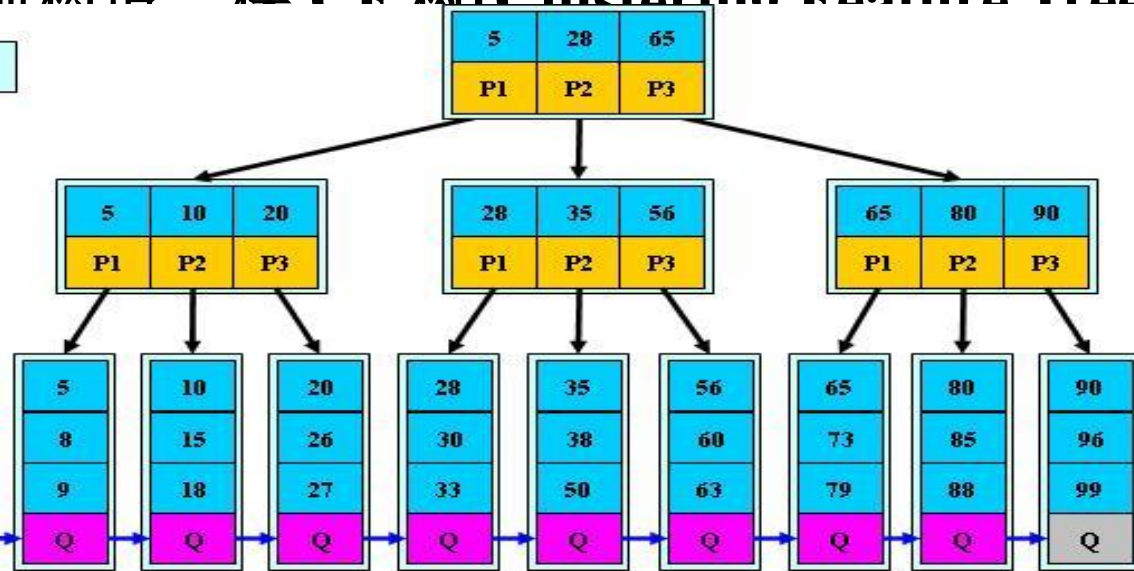 5 28 65
P1 P2 P3
5 10 20 28 35 56 65 80 90
P1 P2 P3 P1 P2 P3 P1 P2 P3
5 10 20 28 35 56 65 80 90
8 15 26 30 38 60 73 85 96
9 18 27 33 50 63 79 88 99
Q Q Q Q Q Q Q Q Q